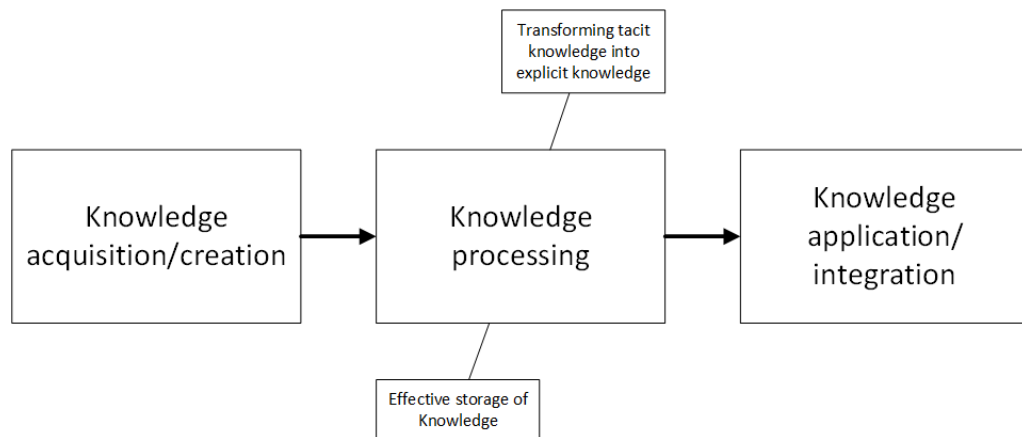 Transforming tacit
knowledge into
explicit knowledge
Knowledge
acquisition/creation
Knowledge
processing
Knowledge
application/
integration
Effective storage of
Knowledge